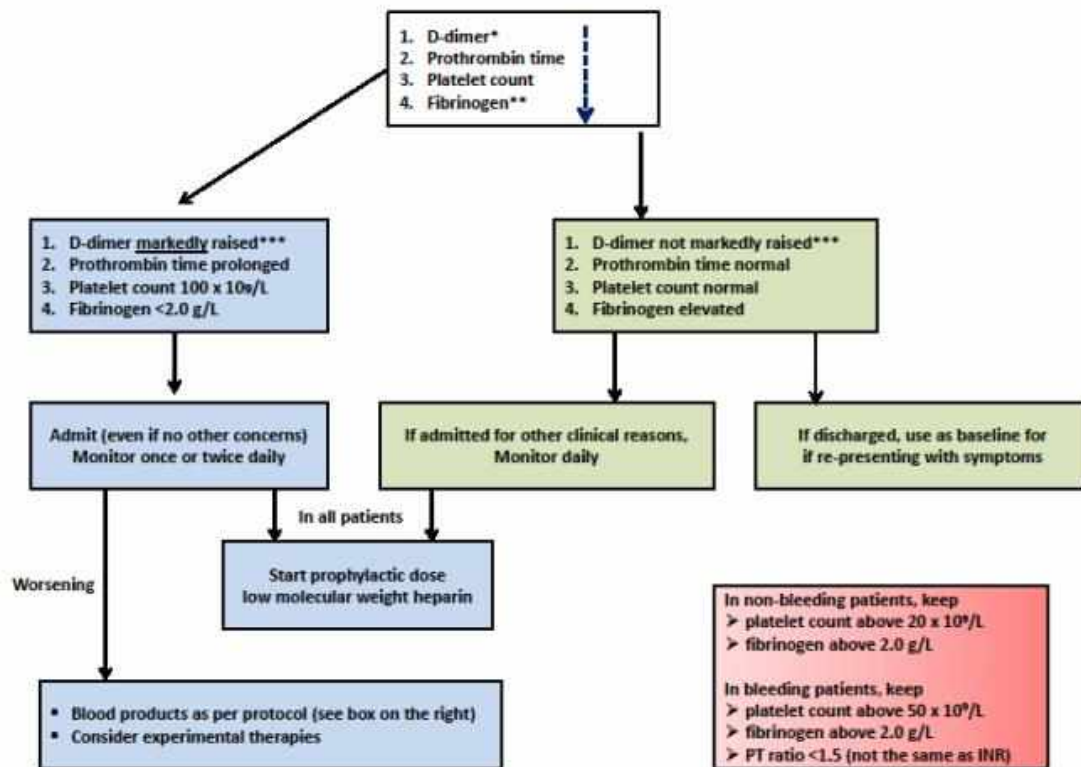 1. D-dimer*
2. Prothrombin time
3. Platelet count
4. Fibrinogen**
1. D-dimer markedly raised***
2. Prothrombin time prolonged
3. Platelet count 100 x 10⁹/L
4. Fibrinogen <2.0 g/L
1. D-dimer not markedly raised***
2. Prothrombin time normal
3. Platelet count normal
4. Fibrinogen elevated
Admit (even if no other concerns)
Monitor once or twice daily
If admitted for other clinical reasons,
Monitor daily
If discharged, use as baseline for
if re-presenting with symptoms
In all patients
Worsening
Start prophylactic dose
low molecular weight heparin
In non-bleeding patients, keep
➢ platelet count above 20 x 10⁹/L
➢ fibrinogen above 2.0 g/L
In bleeding patients, keep
➢ platelet count above 50 x 10⁹/L
➢ fibrinogen above 2.0 g/L
➢ PT ratio <1.5 (not the same as INR)
• Blood products as per protocol (see box on the right)
• Consider experimental therapies